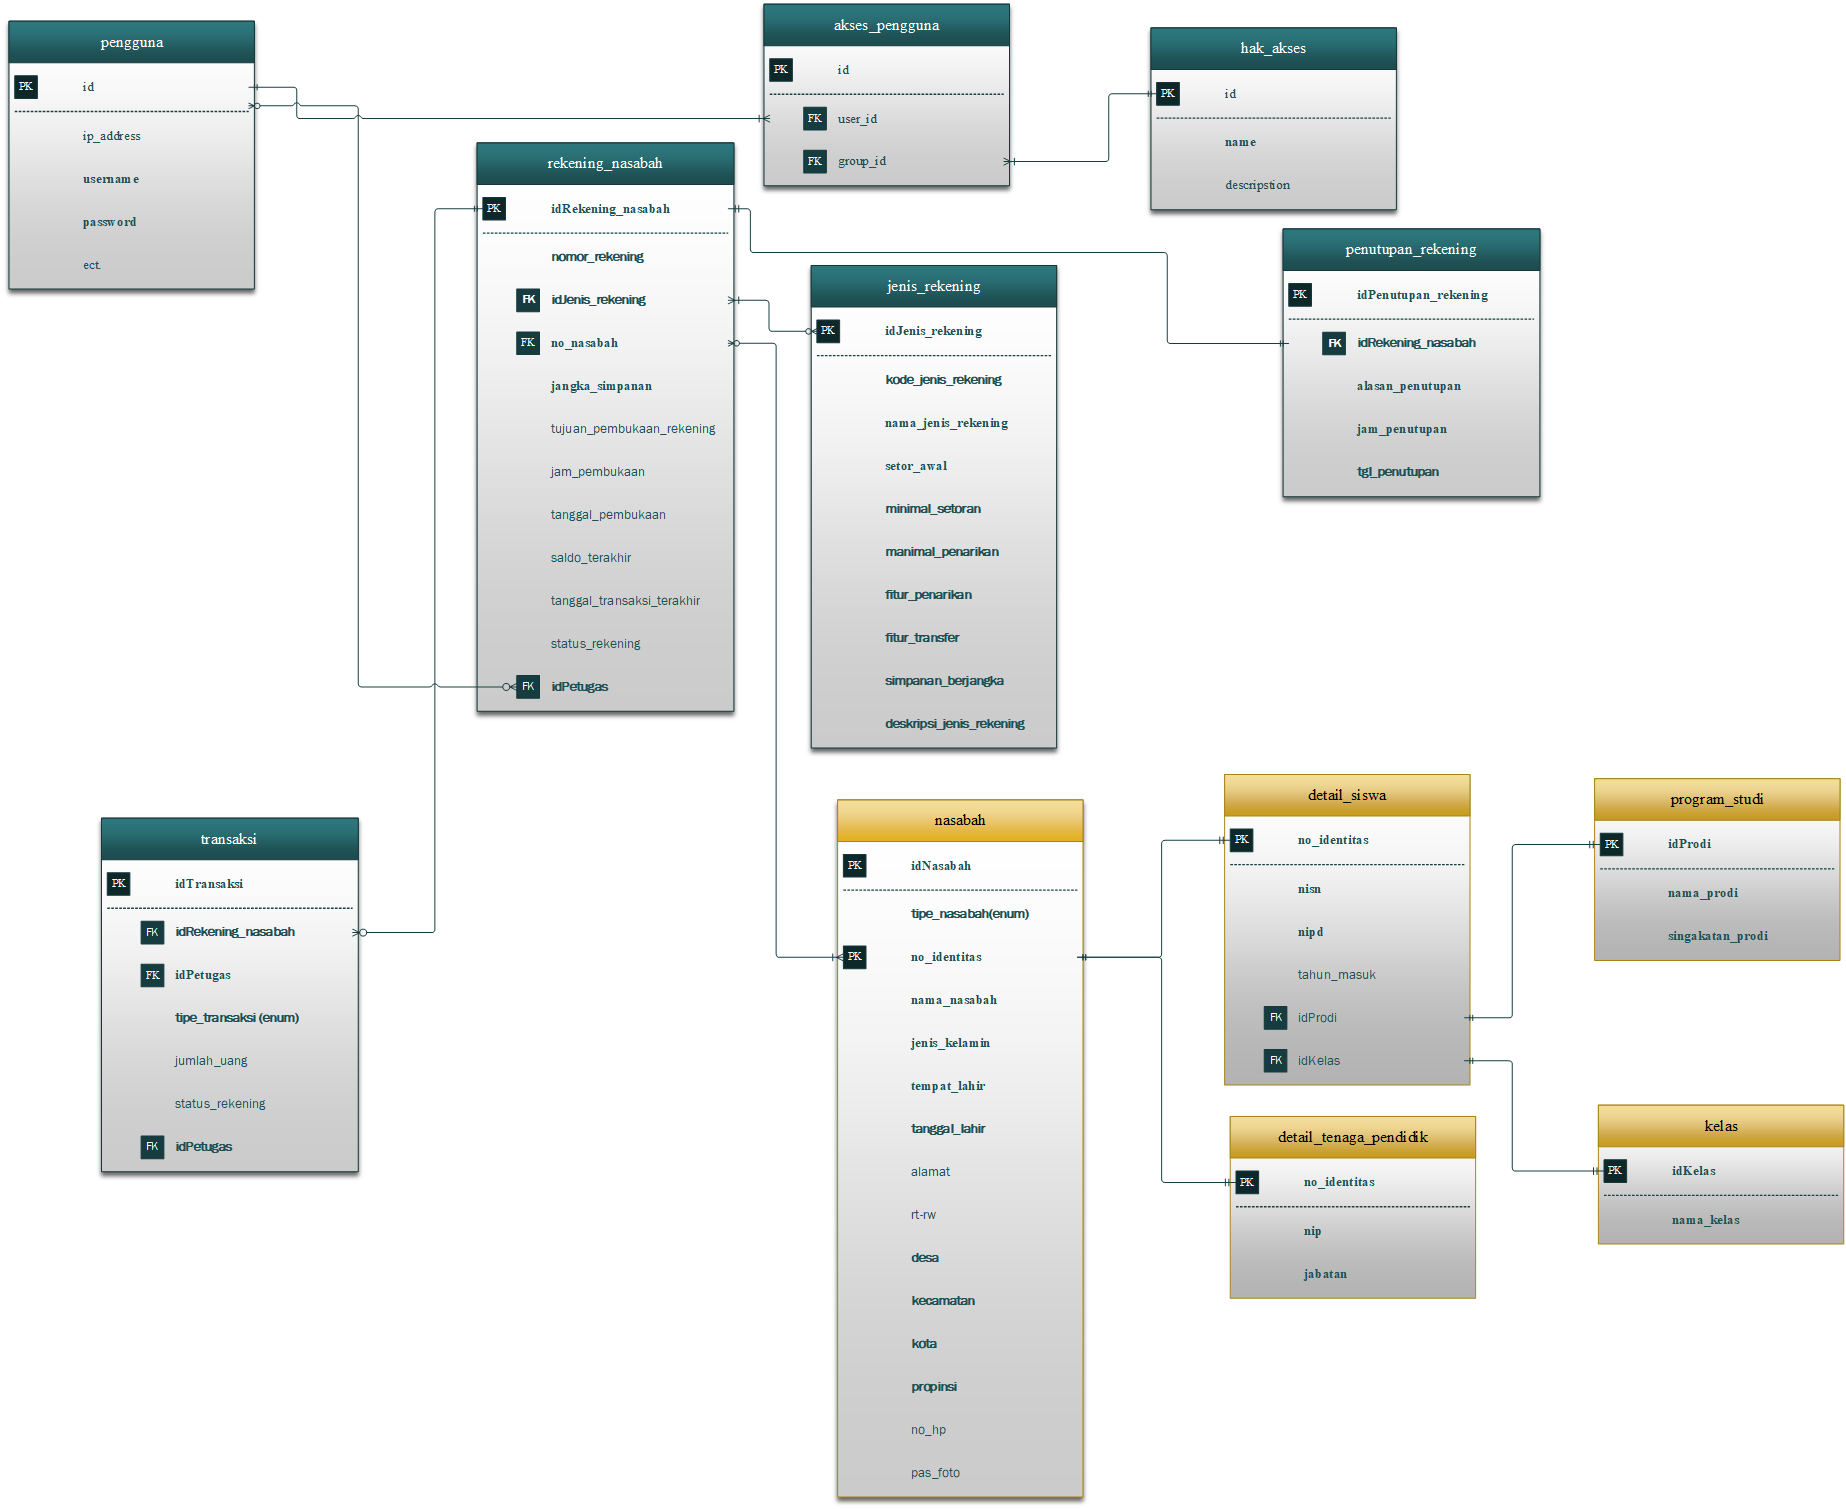 pengguna
PK id
ip_address
username
password
ect.
akses_pengguna
PK id
FK user_id
FK group_id
hak_akses
PK id
name
descripstion
rekening_nasabah
PK idRekening_nasabah
nomor_rekening
FK idJenis_rekening
FK no_nasabah
jangka_simpanan
tujuan_pembukaan_rekening
jam_pembukaan
tanggal_pembukaan
saldo_terakhir
tanggal_transaksi_terakhir
status_rekening
FK idPetugas
jenis_rekening
PK idJenis_rekening
kode_jenis_rekening
nama_jenis_rekening
setor_awal
minimal_setoran
manimal_penarikan
fitur_penarikan
fitur_transfer
simpanan_berjangka
deskripsi_jenis_rekening
penutupan_rekening
PK idPenutupan_rekening
FK idRekening_nasabah
alasan_penutupan
jam_penutupan
tgl_penutupan
transaksi
PK idTransaksi
FK idRekening_nasabah
FK idPetugas
tipe_transaksi (enum)
jumlah_uang
status_rekening
FK idPetugas
nasabah
PK idNasabah
tipe_nasabah(enum)
PK no_identitas
nama_nasabah
jenis_kelamin
tempat_lahir
tanggal_lahir
alamat
rt-rw
desa
kecamatan
kota
propinsi
no_hp
pas_foto
detail_siswa
PK no_identitas
nisn
nipd
tahun_masuk
FK idProdi
FK idKelas
program_studi
PK idProdi
nama_prodi
singakatan_prodi
detail_tenaga_pendidik
PK no_identitas
nip
jabatan
kelas
PK idKelas
nama_kelas